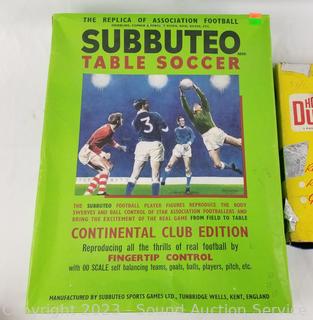 THE REPLICA OF ASSOCIATION FOOTBALL
SUBBUTEO
TABLE SOCCER
3
THE SUBBUTEO FOOTBALL PLAYER FIGURES REPRODUCE THE BODY
SWERVES AND BALL CONTROL OF STAR ASSOCIATION FOOTBALLERS AND
BRING THE EXCITEMENT OF THE REAL GAME FROM FIELD TO TABLE
CONTINENTAL CLUB EDITION
Reproducing all the thrills of real football by
FINGERTIP CONTROL
with OO SCALE self balancing teams, goals, balls, players, pitch, etc.
MANUFACTURED BY SUBBUTEO SPORTS GAMES LTD., TUNBRIDGE WELLS, KENT, ENGLAND
Copyright 2023 - Sound Auction Service